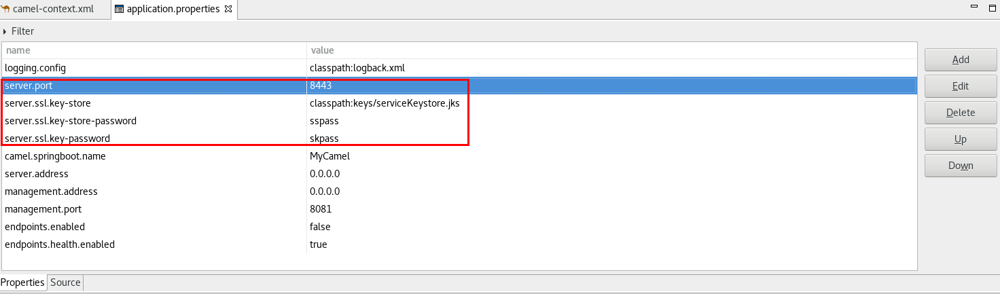 camel-context.xml application.properties
Filter
name value
logging.config classpath:logback.xml
server.port 8443
server.ssl.key-store classpath:keys/serviceKeystore.jks
server.ssl.key-store-password sspass
server.ssl.key-password skpass
camel.springboot.name MyCamel
server.address 0.0.0.0
management.address 0.0.0.0
management.port 8081
endpoints.enabled false
endpoints.health.enabled true
Add
Edit
Delete
Up
Down
Properties Source